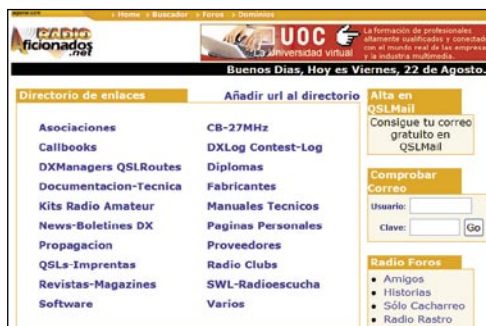 » Home » Buscador » Foros » Dominios
RADIO
Aficionados
.net
UOC
La universidad virtual
La formación de profesionales
altamente cualificados y conectados
con el mundo real de las empresas
y la industria multimedia.
Buenos Dias, Hoy es Viernes, 22 de Agosto.
Directorio de enlaces
Añadir url al directorio
Asociaciones
CB-27MHz
Callbooks
DXLog Contest-Log
DXManagers QSLRoutes
Diplomas
Documentacion-Tecnica
Fabricantes
Kits Radio Amateur
Manuales Tecnicos
News-Boletines DX
Paginas Personales
Propagacion
Proveedores
QSLs-Imprentas
Radio Clubs
Revistas-Magazines
SWL-Radioescucha
Software
Varios
Alta en
QSLMail
Consigue tu correo
gratuito en
QSLMail
Comprobar
Correo
Usuario:
Clave:
Go
Radio Foros
Amigos
Historias
Sólo Cacharreo
Radio Rastro